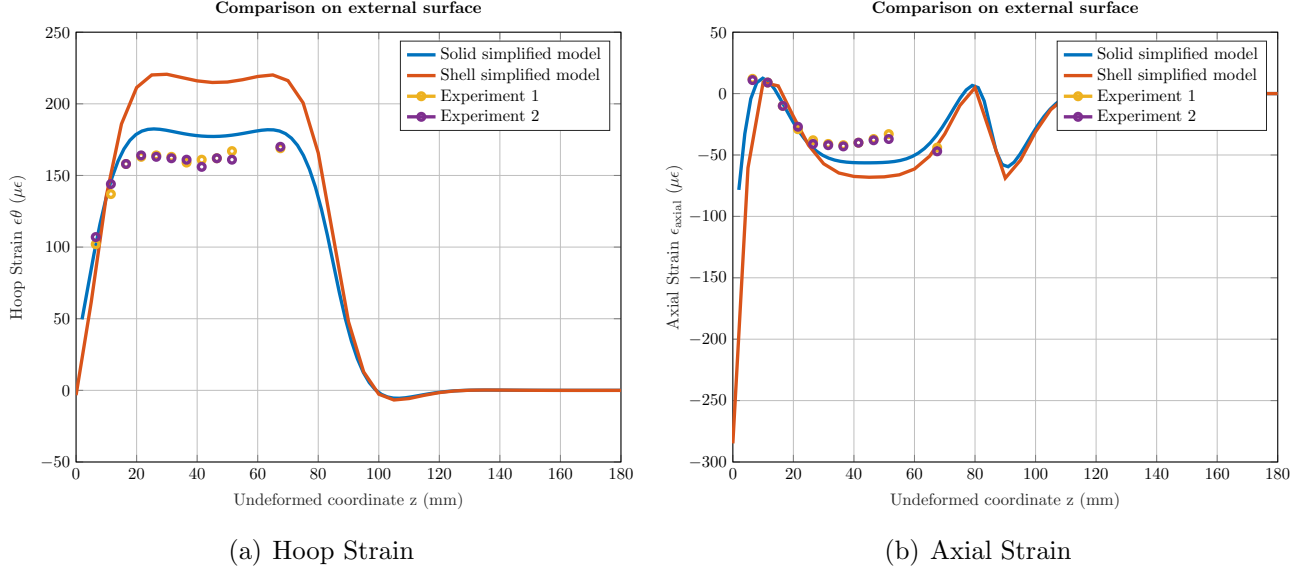 Comparison on external surface
250
200
150
100
50
0
−50
0 20 40 60 80 100 120 140 160 180
Hoop Strain ϵθ (µϵ)
Undeformed coordinate z (mm)
Solid simplified model
Shell simplified model
Experiment 1
Experiment 2
(a) Hoop Strain
Comparison on external surface
50
0
−50
−100
−150
−200
−250
−300
0 20 40 60 80 100 120 140 160 180
Axial Strain ϵaxial (µϵ)
Undeformed coordinate z (mm)
Solid simplified model
Shell simplified model
Experiment 1
Experiment 2
(b) Axial Strain